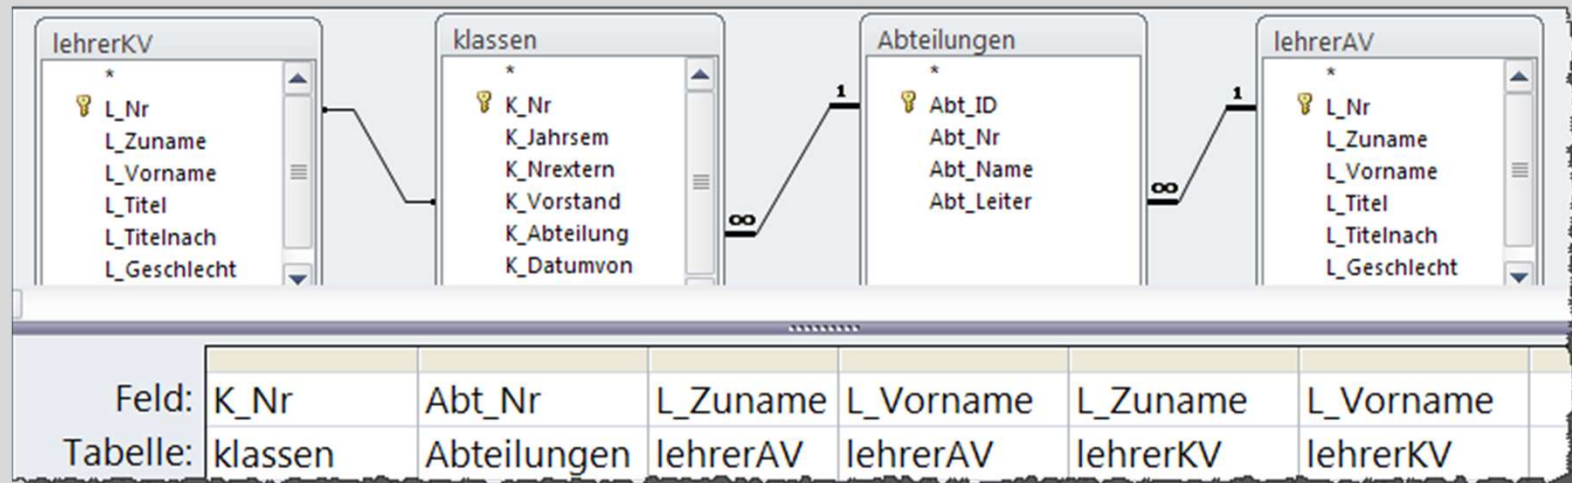 lehrerKV
*
L_Nr
L_Zuname
L_Vorname
L_Titel
L_Titelnach
L_Geschlecht
klassen
*
K_Nr
K_Jahrsem
K_Nrextern
K_Vorstand
K_Abteilung
K_Datumvon
∞
1
Abteilungen
*
Abt_ID
Abt_Nr
Abt_Name
Abt_Leiter
∞
1
lehrerAV
*
L_Nr
L_Zuname
L_Vorname
L_Titel
L_Titelnach
L_Geschlecht
Feld: K_Nr Abt_Nr L_Zuname L_Vorname L_Zuname L_Vorname
Tabelle: klassen Abteilungen lehrerAV lehrerAV lehrerKV lehrerKV